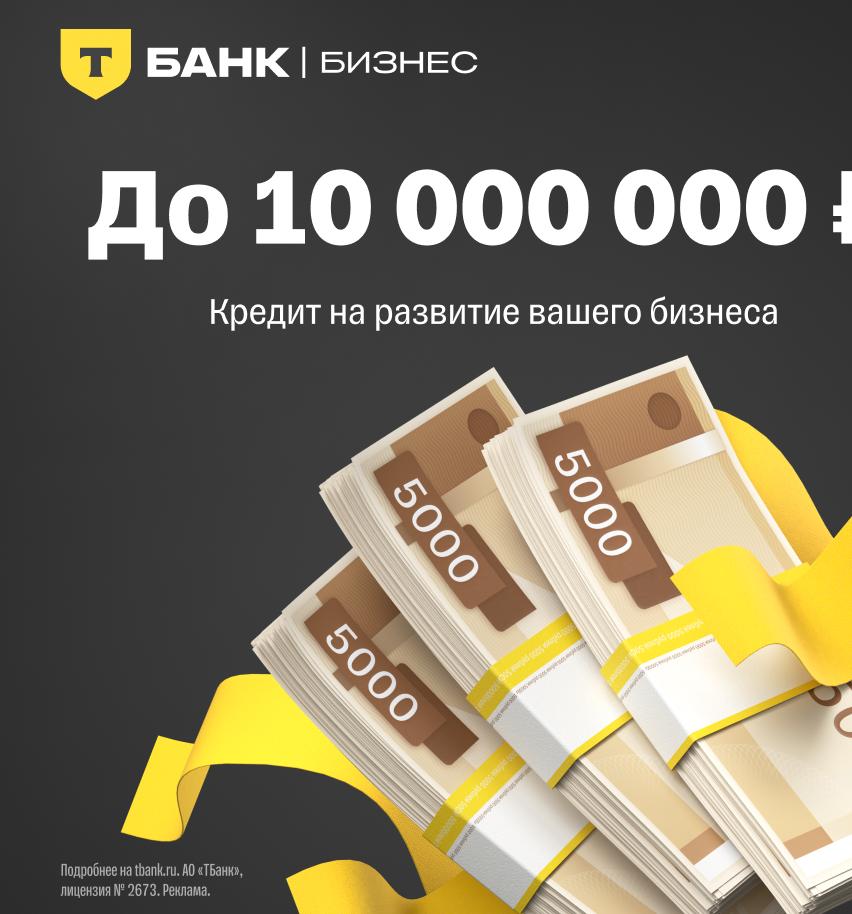 Т БАНК | БИЗНЕС
До 10 000 000 ₽
Кредит на развитие вашего бизнеса
5000
5000
5000
Подробнее на tbank.ru. АО «ТБанк»,
лицензия № 2673. Реклама.